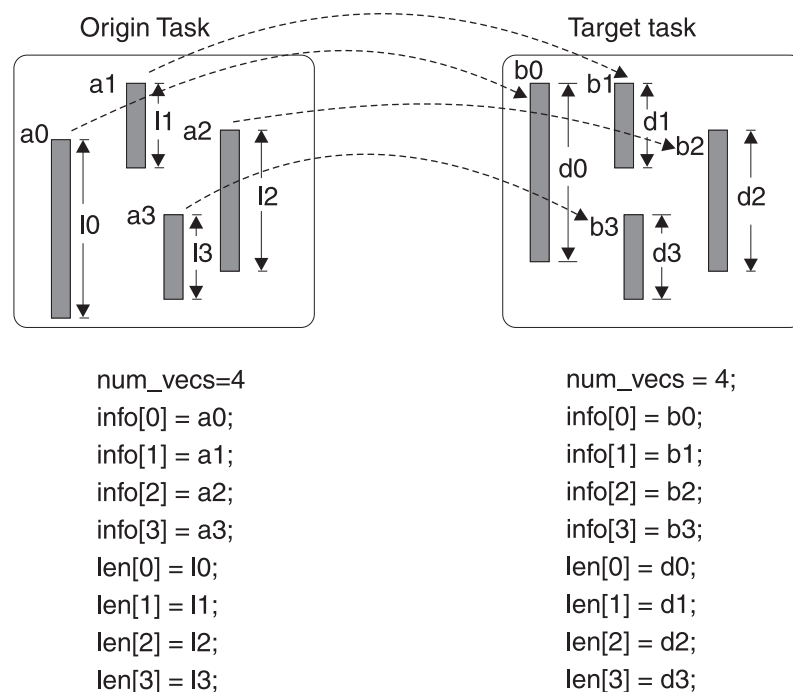 Origin Task
Target task
a1
l1
a0
a2
l0
l2
a3
l3
b0
b1
d1
b2
d0
d2
b3
d3
num_vecs=4
info[0] = a0;
info[1] = a1;
info[2] = a2;
info[3] = a3;
len[0] = l0;
len[1] = l1;
len[2] = l2;
len[3] = l3;
num_vecs = 4;
info[0] = b0;
info[1] = b1;
info[2] = b2;
info[3] = b3;
len[0] = d0;
len[1] = d1;
len[2] = d2;
len[3] = d3;